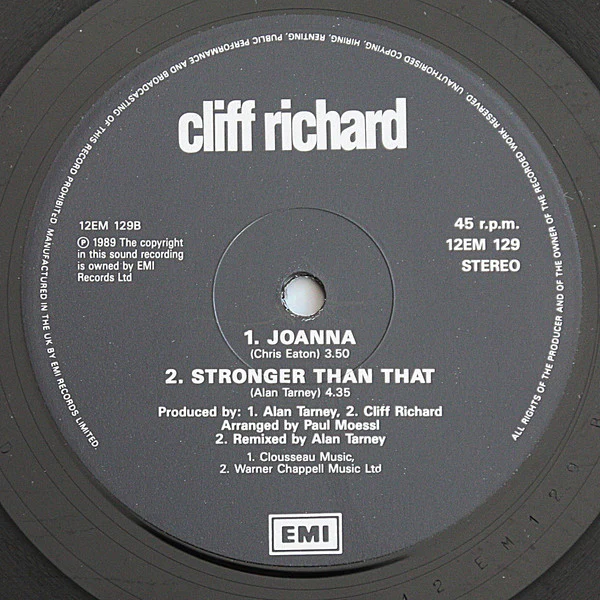 ALL RIGHTS OF THE PRODUCER AND OF THE OWNER OF THE RECORDED WORK RESERVED. UNAUTHORISED COPYING, HIRING, RENTING, PUBLIC PERFORMANCE AND BROADCASTING OF THIS RECORD PROHIBITED. MANUFACTURED IN THE UK BY EMI RECORDS LIMITED.
cliff richard
12EM 129B
℗ 1989 The copyright
in this sound recording
is owned by EMI
Records Ltd
45 r.p.m.
12EM 129
STEREO
1. JOANNA
(Chris Eaton) 3.50
2. STRONGER THAN THAT
(Alan Tarney) 4.35
Produced by: 1. Alan Tarney, 2. Cliff Richard
Arranged by Paul Moessl
2. Remixed by Alan Tarney
1. Clousseau Music,
2. Warner Chappell Music Ltd
EMI
12 EM 129 B